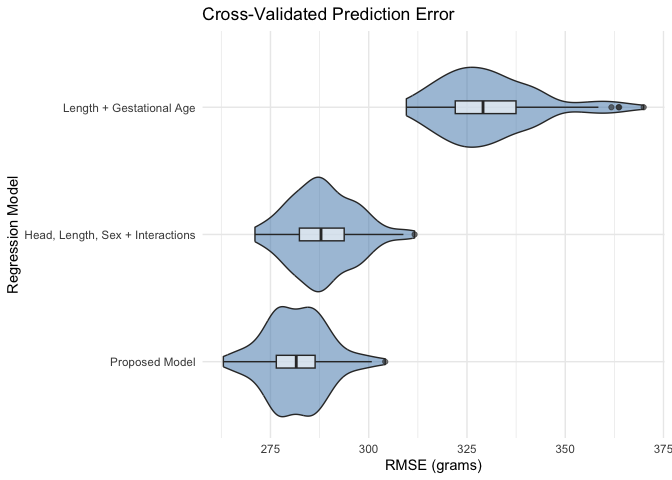 Cross-Validated Prediction Error
Regression Model
Length + Gestational Age
Head, Length, Sex + Interactions
Proposed Model
275 300 325 350 375
RMSE (grams)